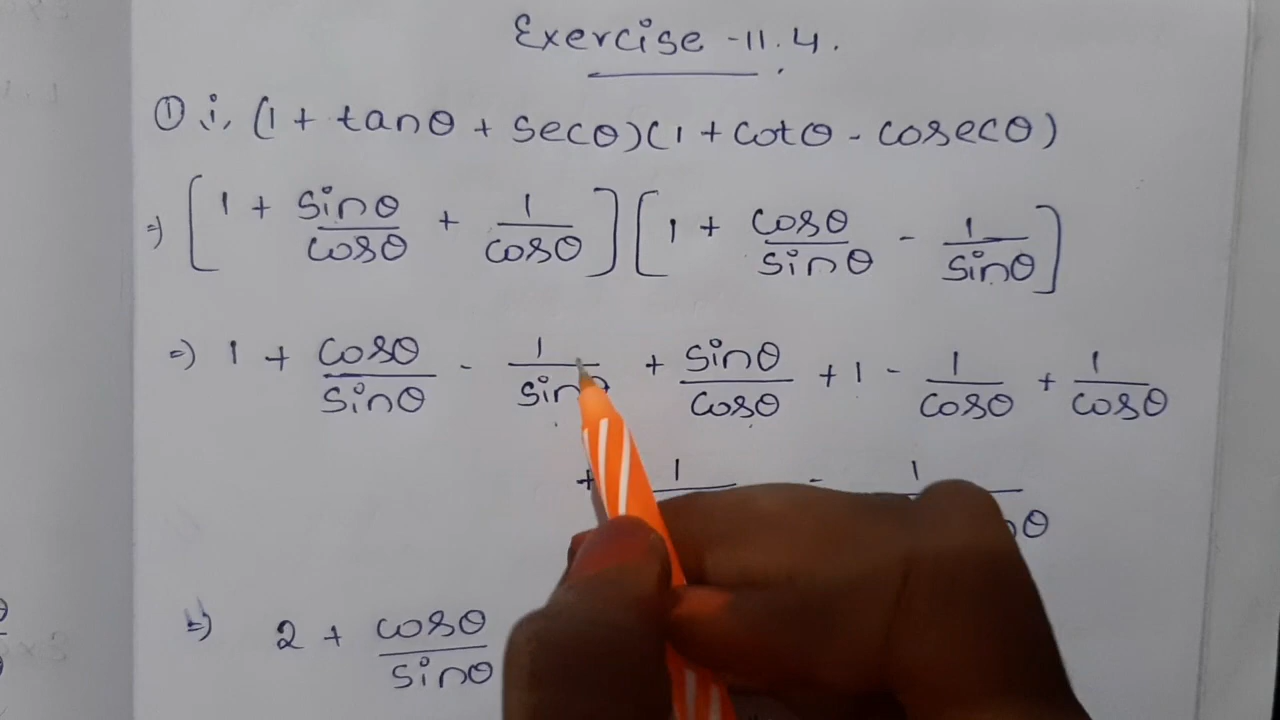 Exercise -11.4.
① i, (1 + tanθ + secθ)(1 + cotθ - cosecθ)
⇒ [1 + sinθ/cosθ + 1/cosθ] [1 + cosθ/sinθ - 1/sinθ]
⇒ 1 + cosθ/sinθ - 1/sinθ + sinθ/cosθ + 1 - 1/cosθ + 1/cosθ
+ 1 - 1 θ
⇒ 2 + cosθ/sinθ